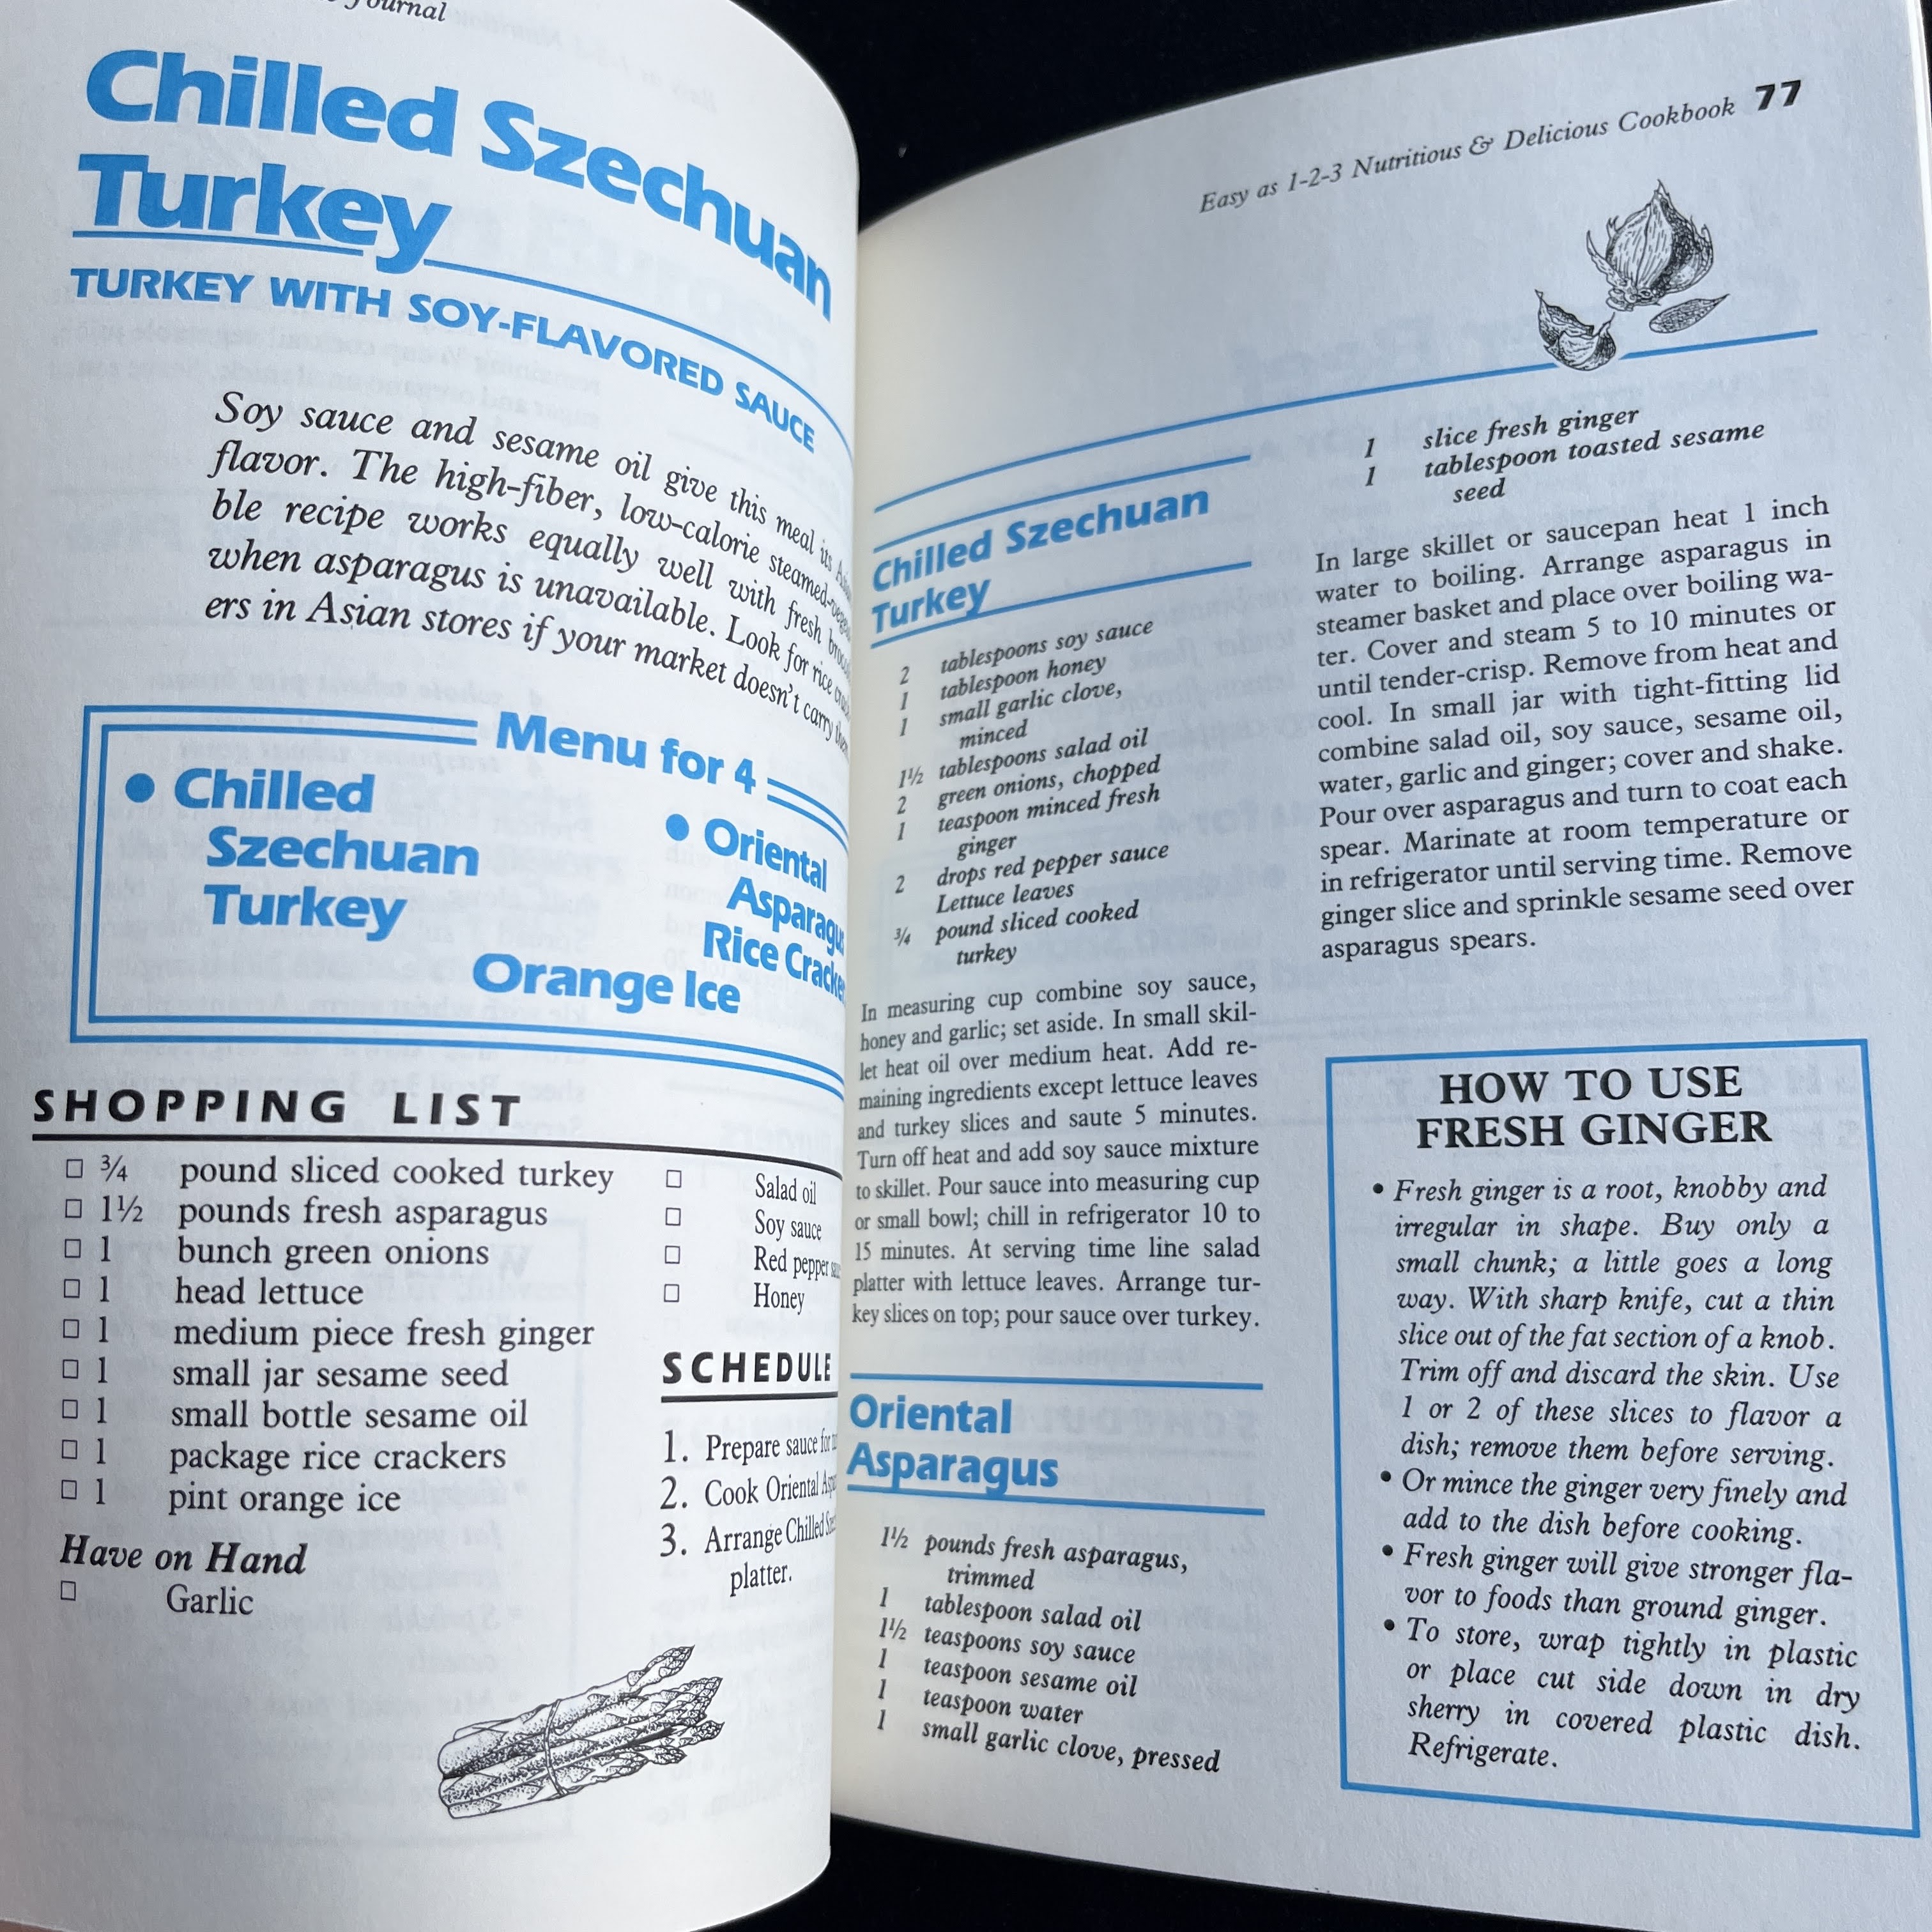 Journal
Chilled Szechuan
Turkey
TURKEY WITH SOY-FLAVORED SAUCE
Soy sauce and sesame oil give this meal its
flavor. The high-fiber, low-calorie steamed-
ble recipe works equally well with fresh
when asparagus is unavailable. Look for rice
ers in Asian stores if your market doesn't carry them
Menu for 4
• Chilled
Szechuan
Turkey
• Oriental
Asparagus
Rice Cracke
Orange Ice
SHOPPING LIST
☐ ¾ pound sliced cooked turkey
☐ 1½ pounds fresh asparagus
☐ 1 bunch green onions
☐ 1 head lettuce
☐ 1 medium piece fresh ginger
☐ 1 small jar sesame seed
☐ 1 small bottle sesame oil
☐ 1 package rice crackers
☐ 1 pint orange ice
Have on Hand
☐ Garlic
☐ Salad oil
☐ Soy sauce
☐ Red pepper
☐ Honey
SCHEDULE
1. Prepare sauce for
2. Cook Oriental
3. Arrange Chilled
platter.
Easy as 1-2-3 Nutritious & Delicious Cookbook 77
Chilled Szechuan
Turkey
2 tablespoons soy sauce
1 tablespoon honey
1 small garlic clove,
minced
1½ tablespoons salad oil
2 green onions, chopped
1 teaspoon minced fresh
ginger
2 drops red pepper sauce
Lettuce leaves
¾ pound sliced cooked
turkey
In measuring cup combine soy sauce,
honey and garlic; set aside. In small skil-
let heat oil over medium heat. Add re-
maining ingredients except lettuce leaves
and turkey slices and saute 5 minutes.
Turn off heat and add soy sauce mixture
to skillet. Pour sauce into measuring cup
or small bowl; chill in refrigerator 10 to
15 minutes. At serving time line salad
platter with lettuce leaves. Arrange tur-
key slices on top; pour sauce over turkey.
Oriental
Asparagus
1½ pounds fresh asparagus,
trimmed
1 tablespoon salad oil
1½ teaspoons soy sauce
1 teaspoon sesame oil
1 teaspoon water
1 small garlic clove, pressed
1 slice fresh ginger
1 tablespoon toasted sesame
seed
In large skillet or saucepan heat 1 inch
water to boiling. Arrange asparagus in
steamer basket and place over boiling wa-
ter. Cover and steam 5 to 10 minutes or
until tender-crisp. Remove from heat and
cool. In small jar with tight-fitting lid
combine salad oil, soy sauce, sesame oil,
water, garlic and ginger; cover and shake.
Pour over asparagus and turn to coat each
spear. Marinate at room temperature or
in refrigerator until serving time. Remove
ginger slice and sprinkle sesame seed over
asparagus spears.
HOW TO USE
FRESH GINGER
• Fresh ginger is a root, knobby and
irregular in shape. Buy only a
small chunk; a little goes a long
way. With sharp knife, cut a thin
slice out of the fat section of a knob.
Trim off and discard the skin. Use
1 or 2 of these slices to flavor a
dish; remove them before serving.
• Or mince the ginger very finely and
add to the dish before cooking.
• Fresh ginger will give stronger fla-
vor to foods than ground ginger.
• To store, wrap tightly in plastic
or place cut side down in dry
sherry in covered plastic dish.
Refrigerate.